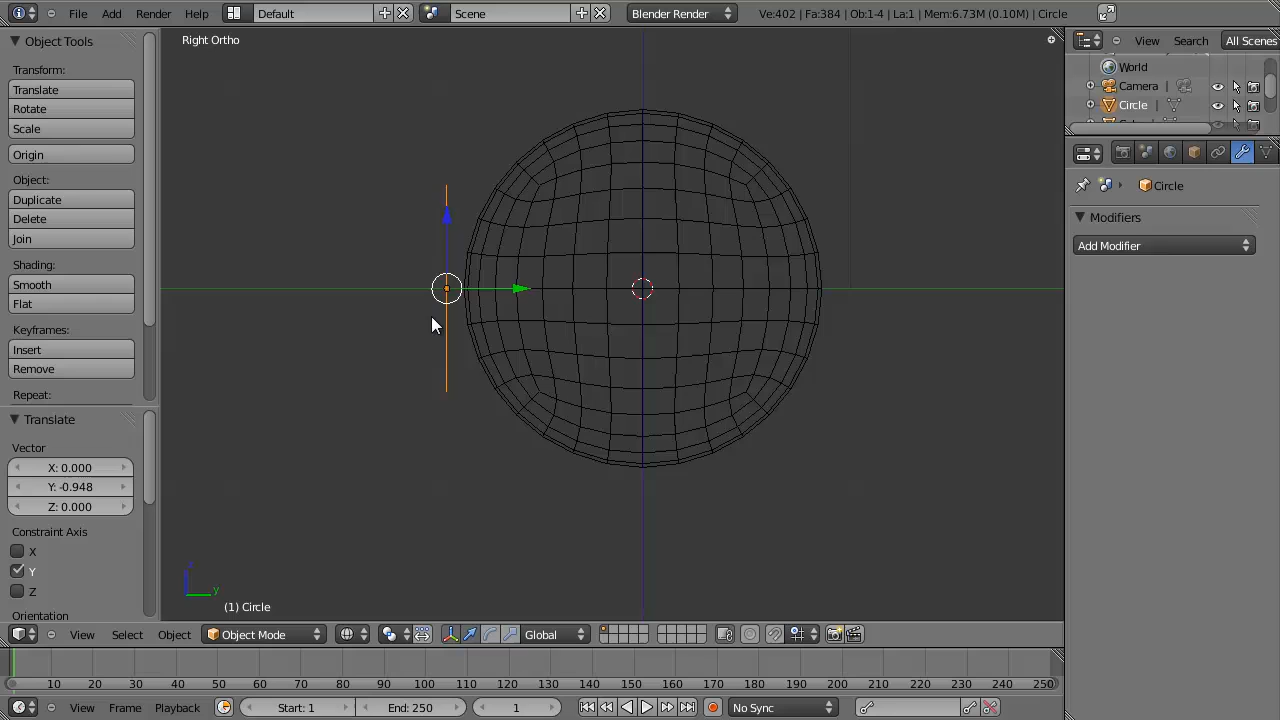 File Add Render Help Default Scene Blender Render Ve:402 | Fa:384 | Ob:1-4 | La:1 | Mem:6.73M (0.10M) | Circle
Object Tools
Transform:
Translate
Rotate
Scale
Origin
Object:
Duplicate
Delete
Join
Shading:
Smooth
Flat
Keyframes:
Insert
Remove
Repeat:
Translate
Vector
X: 0.000
Y: -0.948
Z: 0.000
Constraint Axis
X
Y
Z
Orientation
Right Ortho
z
y
(1) Circle
View Search All Scenes
World
Camera
Circle
Circle
Modifiers
Add Modifier
View Select Object Object Mode Global
10 20 30 40 50 60 70 80 90 100 110 120 130 140 150 160 170 180 190 200 210 220 230 240 250
View Frame Playback Start: 1 End: 250 1 No Sync